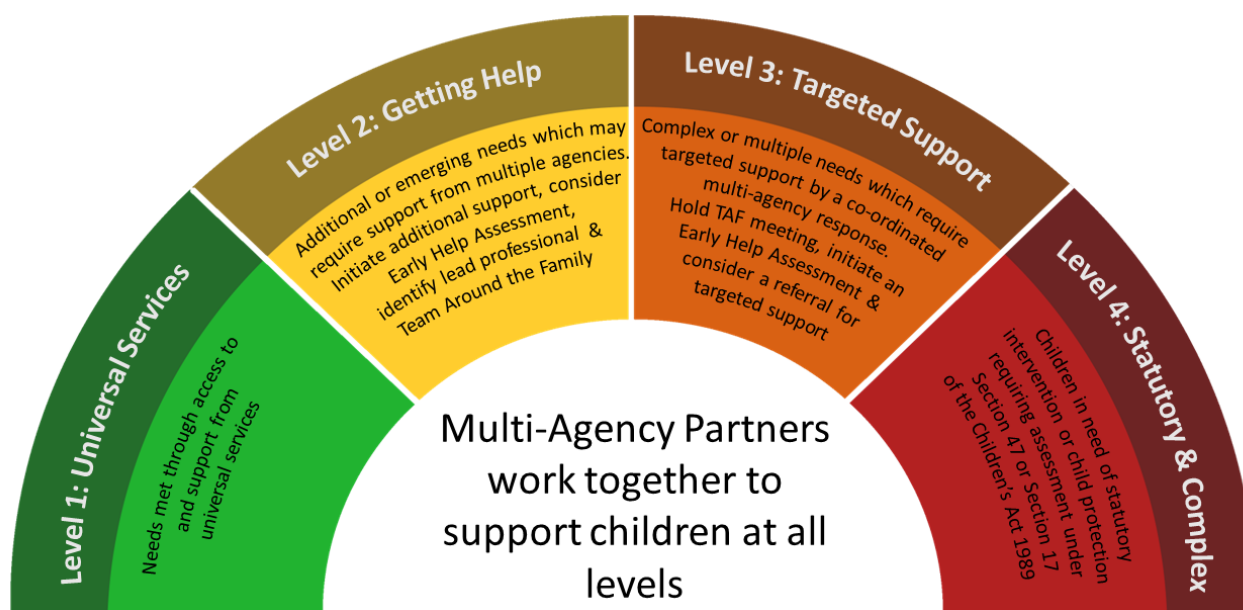 Level 1: Universal Services
Needs met through access to
and support from
universal services
Level 2: Getting Help
Additional or emerging needs which may
require support from multiple agencies.
Initiate additional support, consider
Early Help Assessment,
identify lead professional &
Team Around the Family
Level 3: Targeted Support
Complex or multiple needs which require
targeted support by a co-ordinated
multi-agency response.
Hold TAF meeting, initiate an
Early Help Assessment &
consider a referral for
targeted support
Level 4: Statutory & Complex
Children in need of statutory
intervention or child protection
requiring assessment under
Section 47 or Section 17
of the Children's Act 1989
Multi-Agency Partners
work together to
support children at all
levels